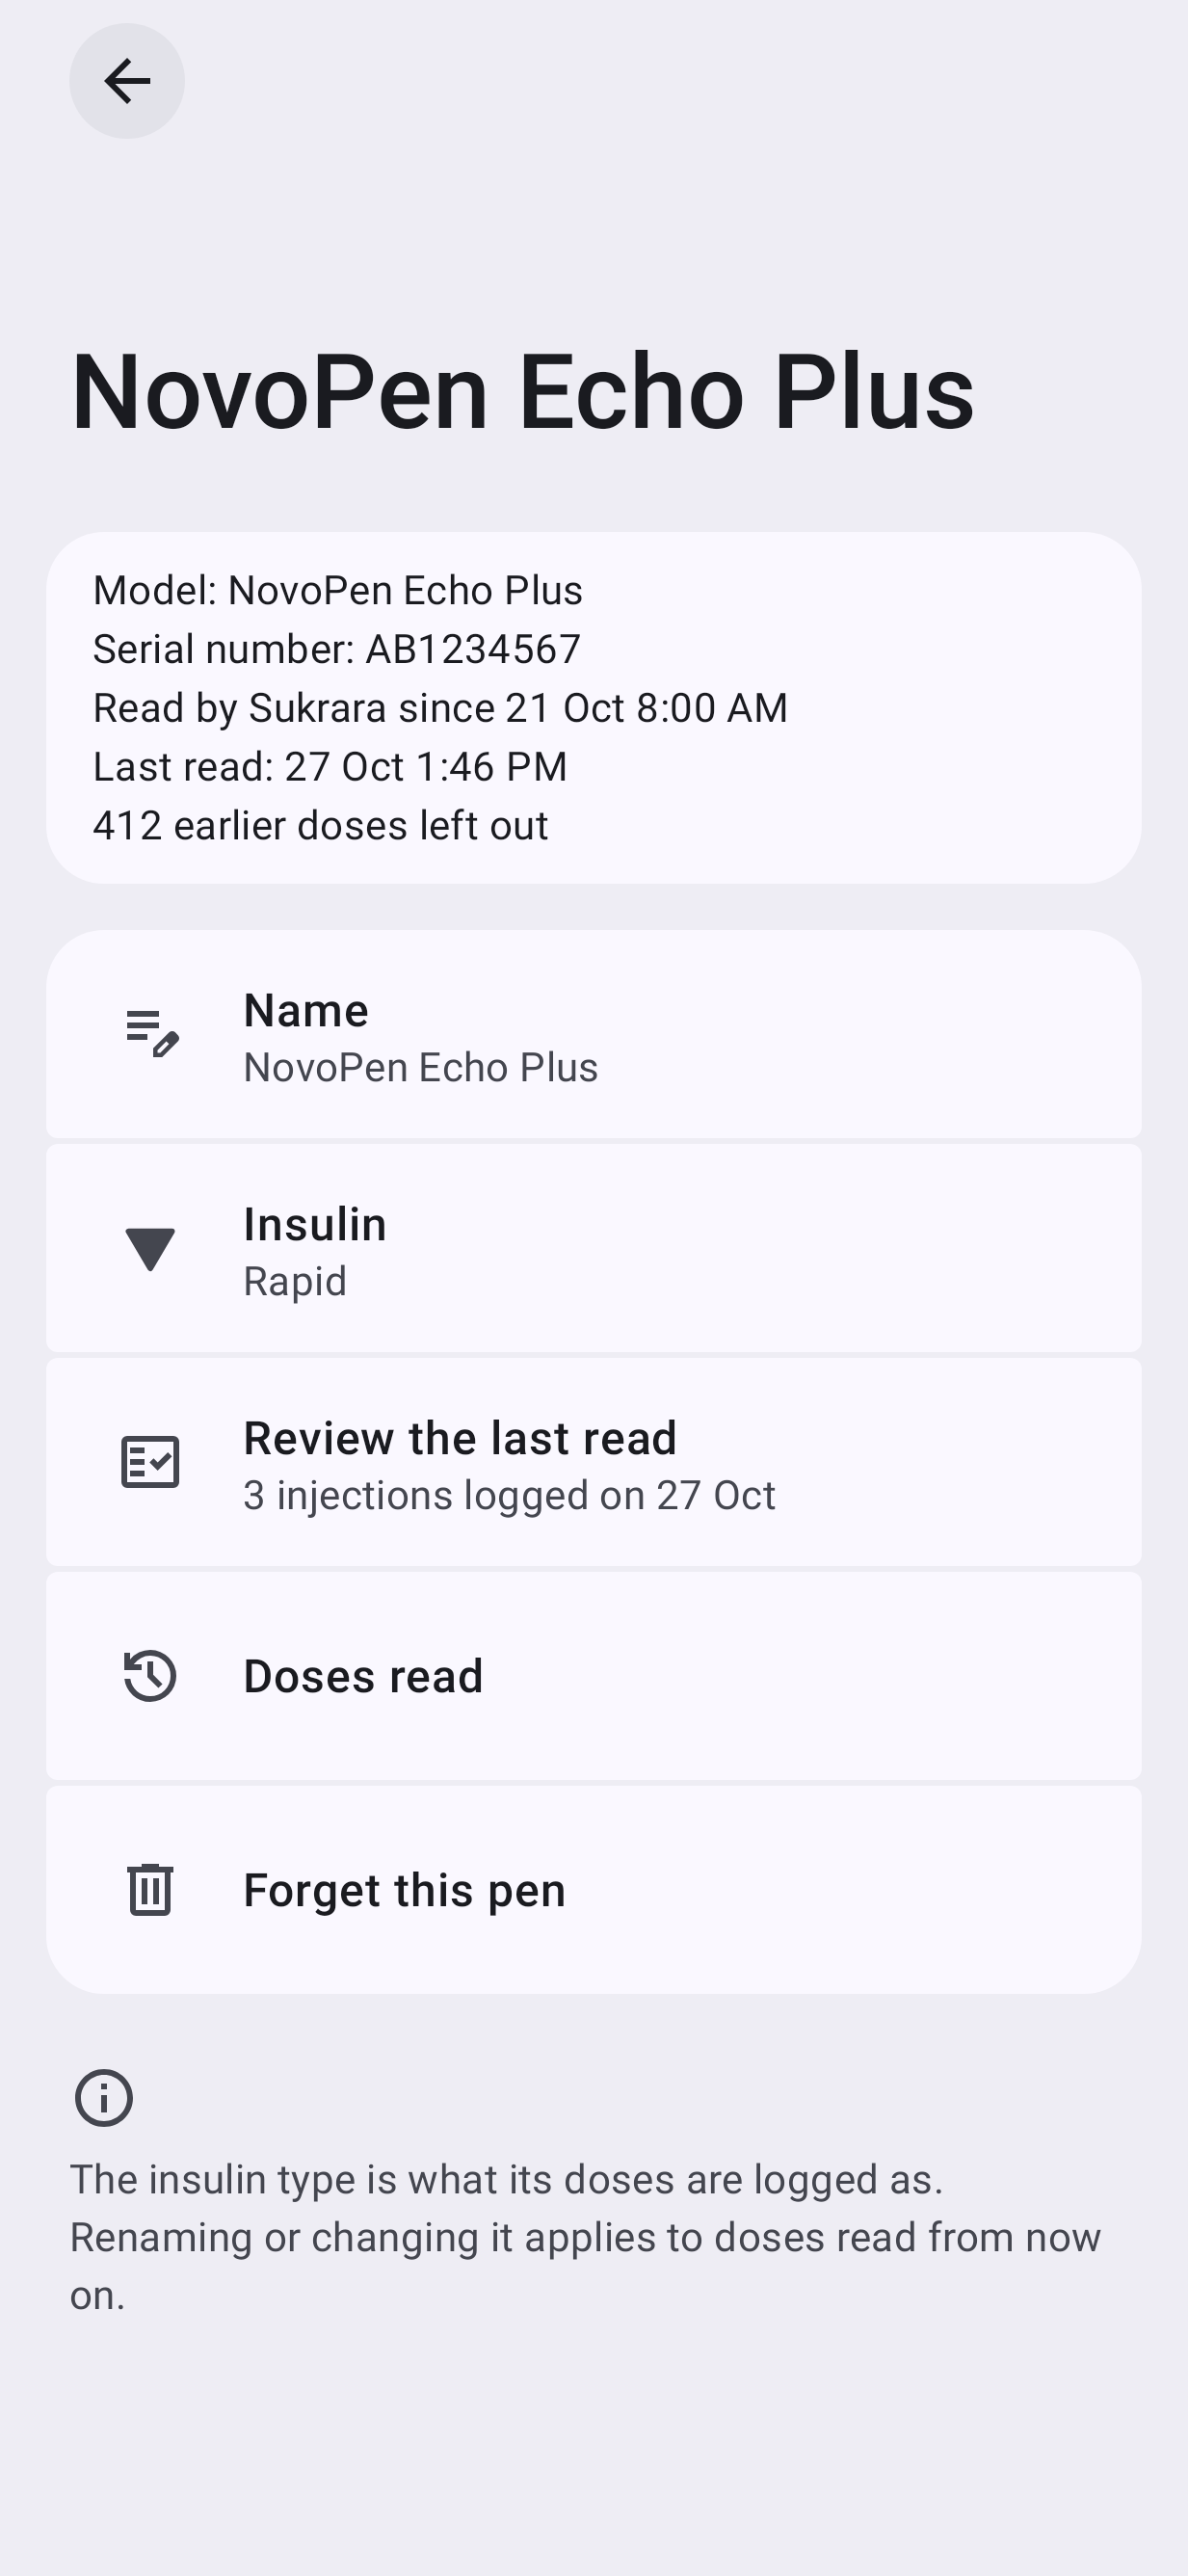 NovoPen Echo Plus
Model: NovoPen Echo Plus
Serial number: AB1234567
Read by Sukrara since 21 Oct 8:00 AM
Last read: 27 Oct 1:46 PM
412 earlier doses left out
Name
NovoPen Echo Plus
Insulin
Rapid
Review the last read
3 injections logged on 27 Oct
Doses read
Forget this pen
The insulin type is what its doses are logged as.
Renaming or changing it applies to doses read from now
on.